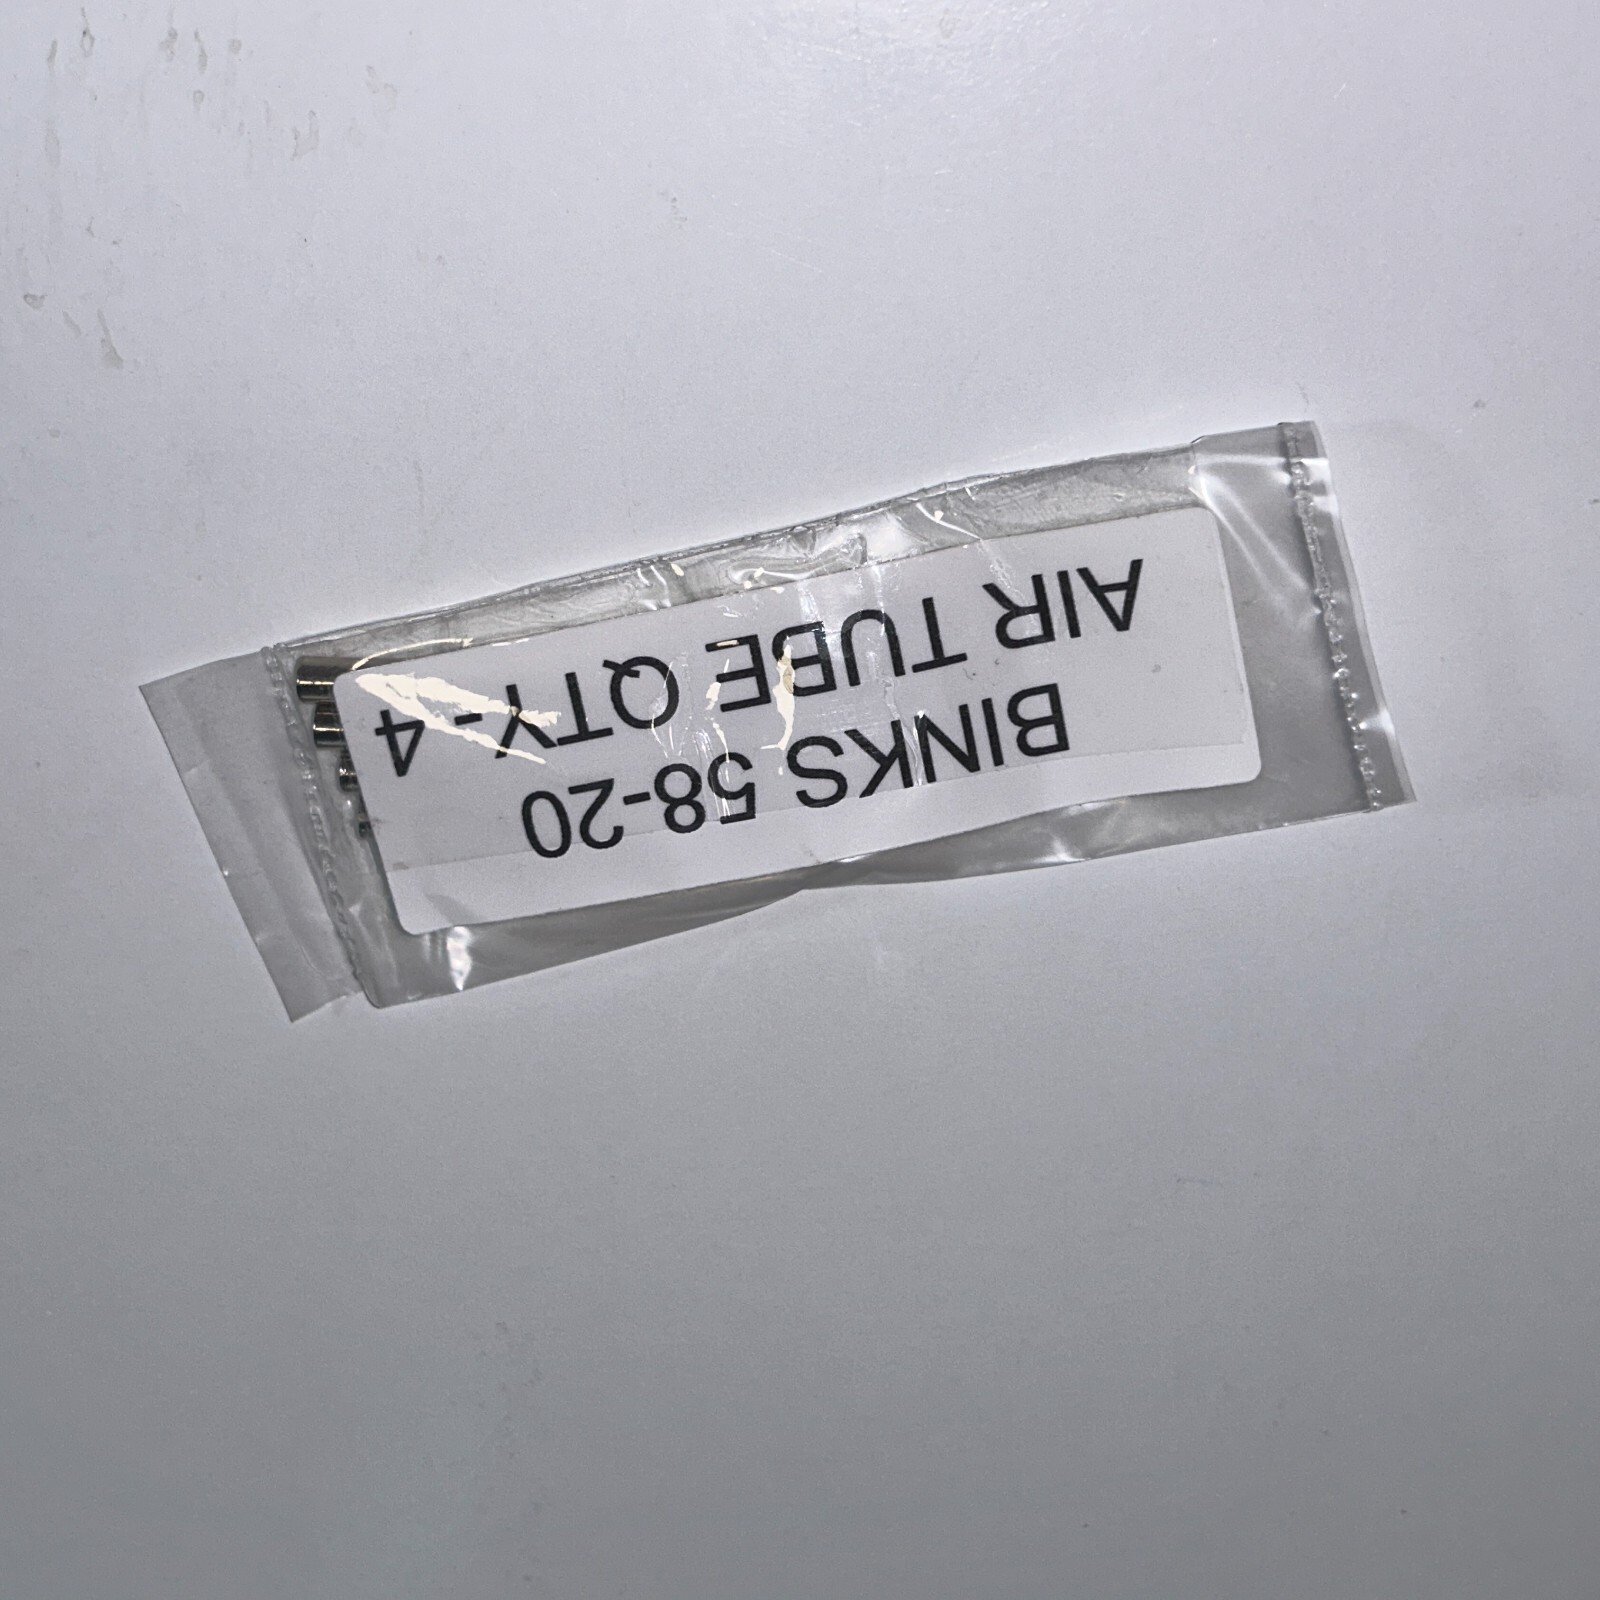 BINKS 58-20
AIR TUBE QTY-4